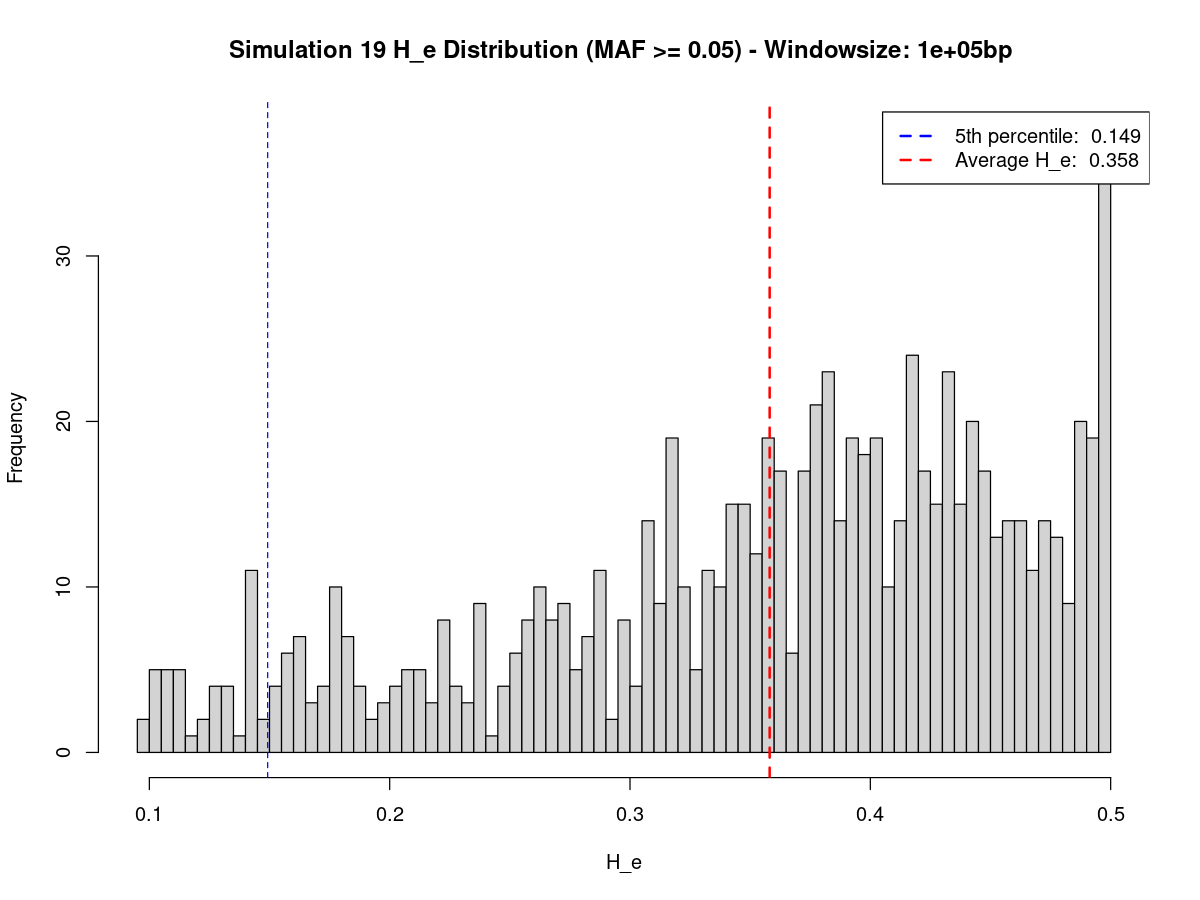 Simulation 19 H_e Distribution (MAF >= 0.05) - Windowsize: 1e+05bp
5th percentile:  0.149
Average H_e:  0.358
Frequency
30
20
10
0
0.1
0.2
0.3
0.4
0.5
H_e